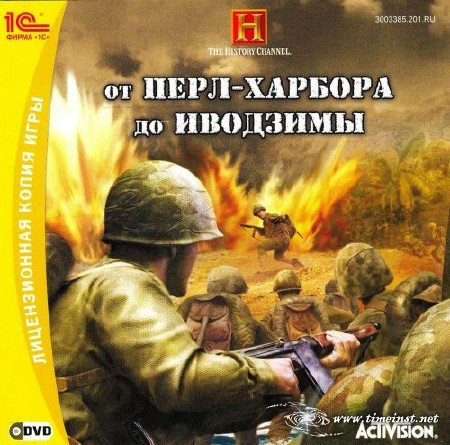 1С®
ФИРМА «1С»
H
THE HISTORY CHANNEL.
3000385.201.RU
ОТ ПЕРЛ-ХАРБОРА
ДО ИВОДЗИМЫ
ЛИЦЕНЗИОННАЯ КОПИЯ ИГРЫ
DVD
www.timeinst.net
ACTIVISION